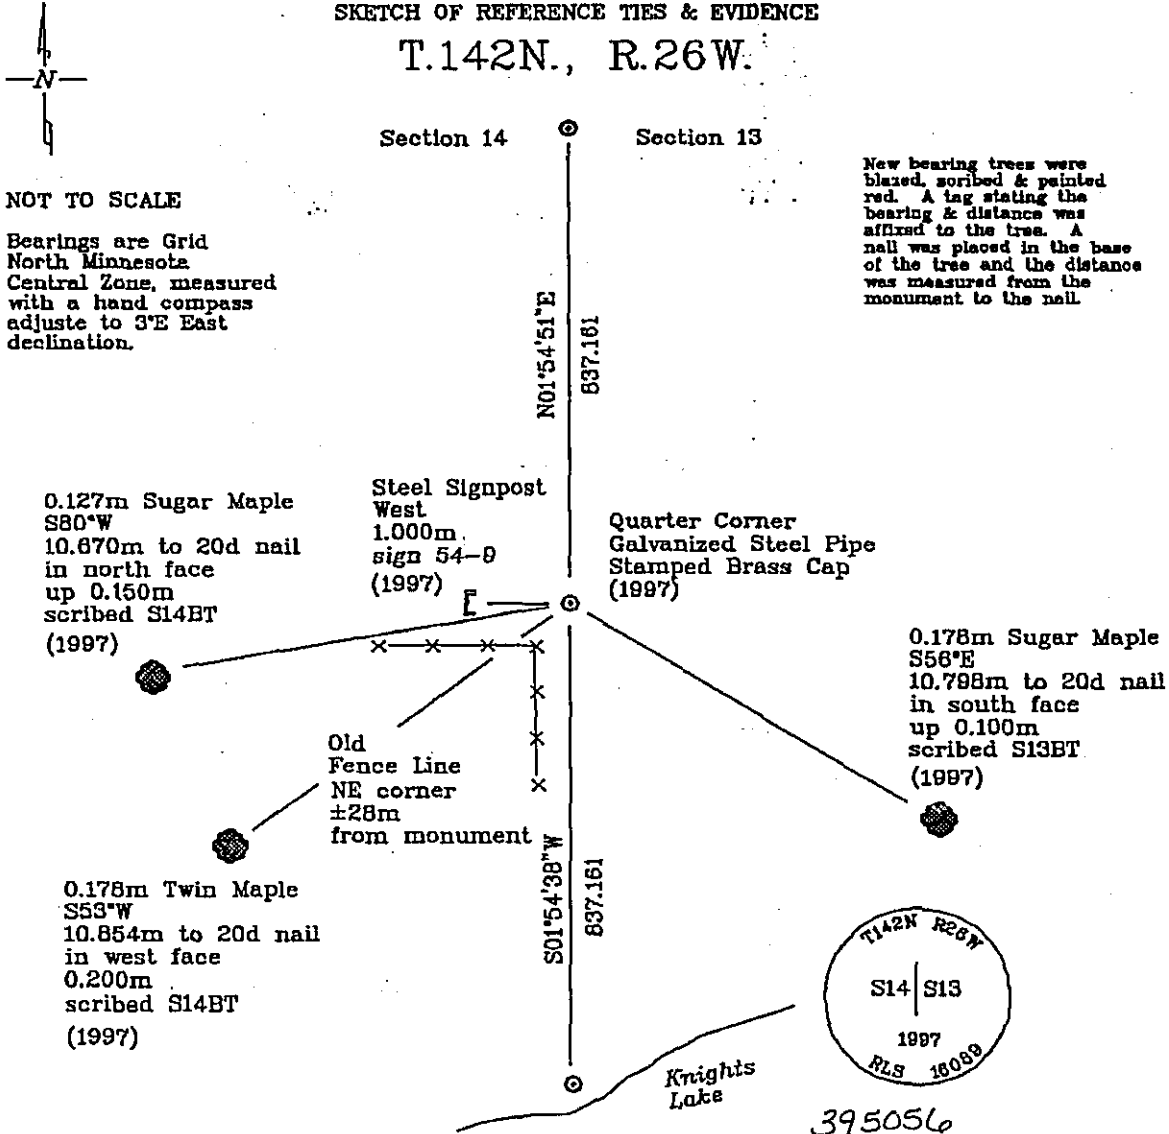 SKETCH OF REFERENCE TIES & EVIDENCE
T.142N., R.26W.
N
Section 14
Section 13
NOT TO SCALE
Bearings are Grid
North Minnesota
Central Zone, measured
with a hand compass
adjuste to 3°E East
declination.
New bearing trees were
blazed, scribed & painted
red. A tag stating the
bearing & distance was
affixed to the tree. A
nail was placed in the base
of the tree and the distance
was measured from the
monument to the nail
N01°54'51"E
837.161
0.127m Sugar Maple
S80°W
10.670m to 20d nail
in north face
up 0.150m
scribed S14BT
(1997)
Steel Signpost
West
1.000m
sign 54-9
(1997)
Quarter Corner
Galvanized Steel Pipe
Stamped Brass Cap
(1997)
0.178m Sugar Maple
S56°E
10.798m to 20d nail
in south face
up 0.100m
scribed S13BT
(1997)
Old
Fence Line
NE corner
±28m
from monument
0.178m Twin Maple
S53°W
10.854m to 20d nail
in west face
0.200m
scribed S14BT
(1997)
S01°54'38"W
837.161
T142N R26W
S14 S13
1997
RLS 16089
Knights
Lake
395056